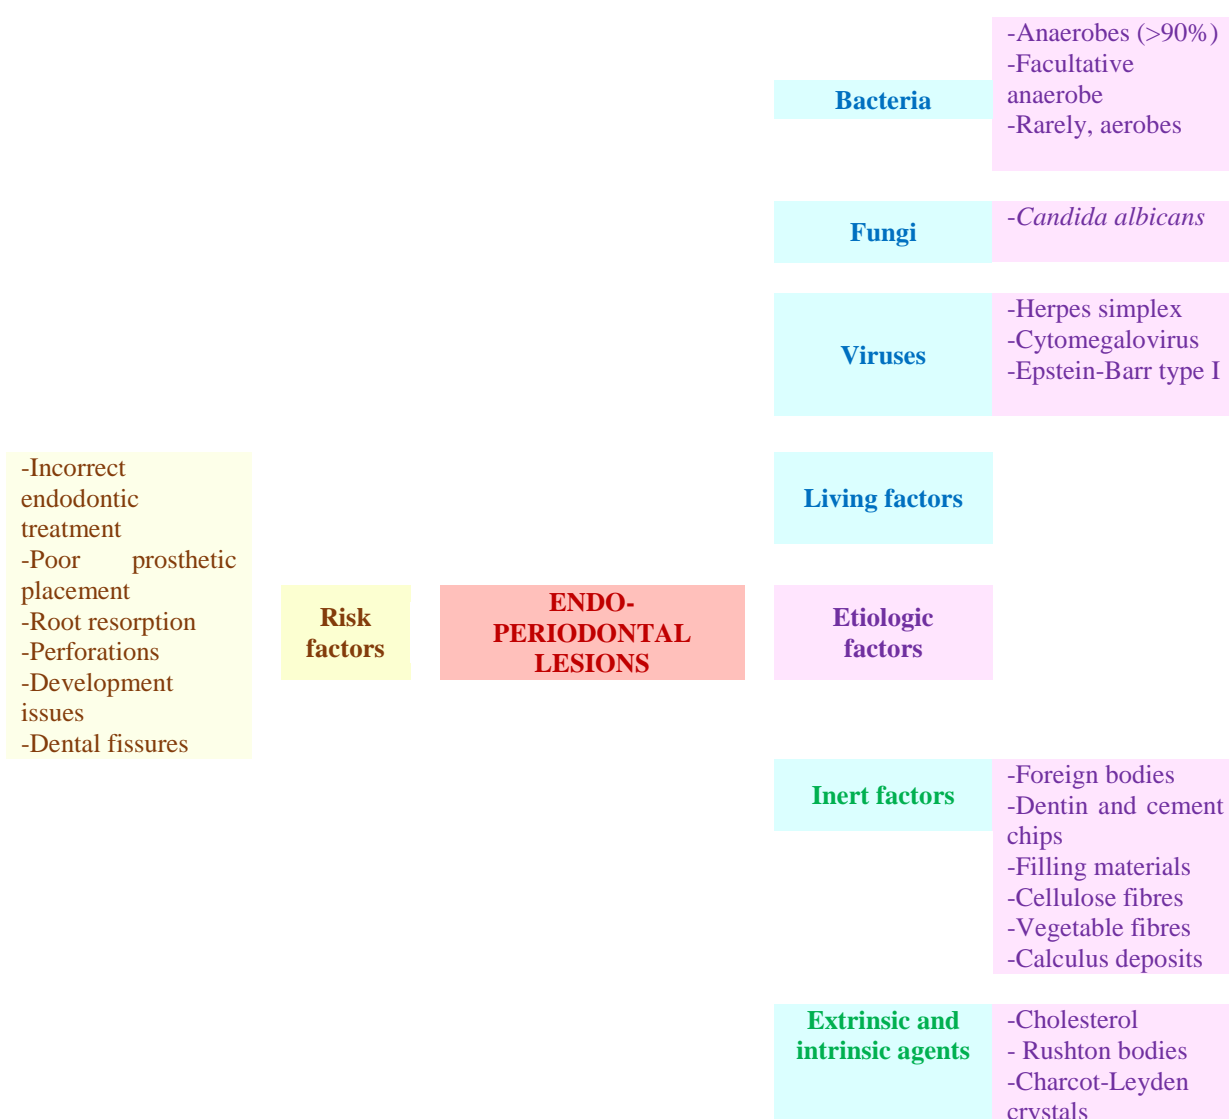 -Anaerobes (>90%)
-Facultative
anaerobe
-Rarely, aerobes
Bacteria
Fungi
-Candida albicans
Viruses
-Herpes simplex
-Cytomegalovirus
-Epstein-Barr type I
Living factors
-Incorrect
endodontic
treatment
-Poor prosthetic
placement
-Root resorption
-Perforations
-Development
issues
-Dental fissures
Risk
factors
ENDO-
PERIODONTAL
LESIONS
Etiologic
factors
Inert factors
-Foreign bodies
-Dentin and cement
chips
-Filling materials
-Cellulose fibres
-Vegetable fibres
-Calculus deposits
Extrinsic and
intrinsic agents
-Cholesterol
- Rushton bodies
-Charcot-Leyden
crystals